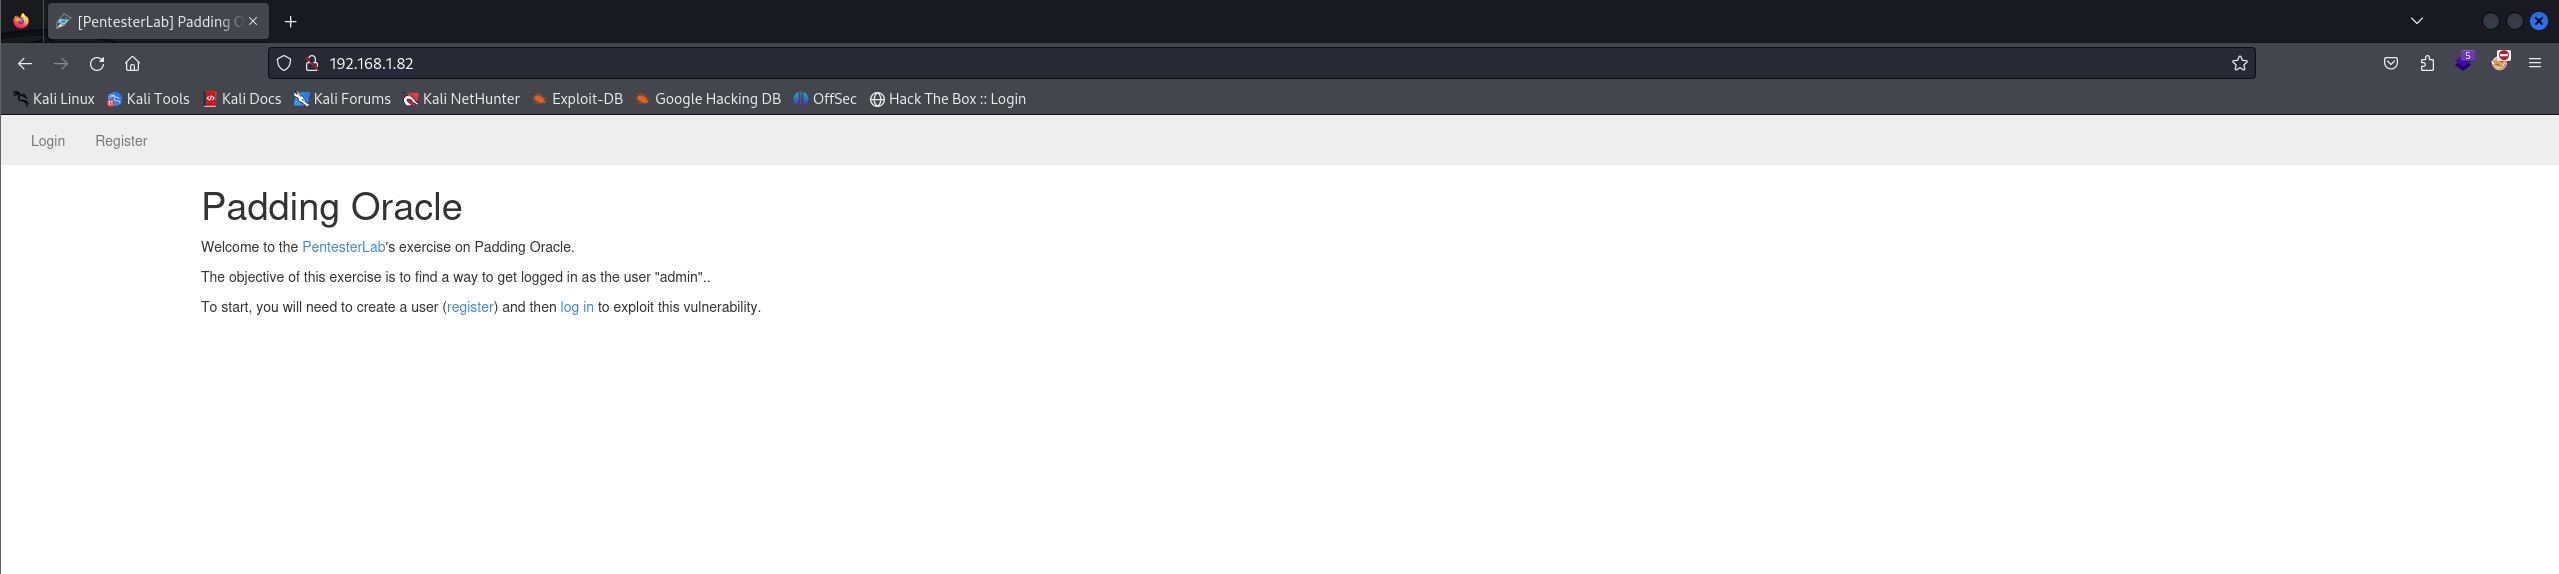 [PentesterLab] Padding O
192.168.1.82
5
Kali Linux Kali Tools Kali Docs Kali Forums Kali NetHunter Exploit-DB Google Hacking DB OffSec Hack The Box :: Login
Login Register
Padding Oracle
Welcome to the PentesterLab's exercise on Padding Oracle.
The objective of this exercise is to find a way to get logged in as the user "admin"..
To start, you will need to create a user (register) and then log in to exploit this vulnerability.